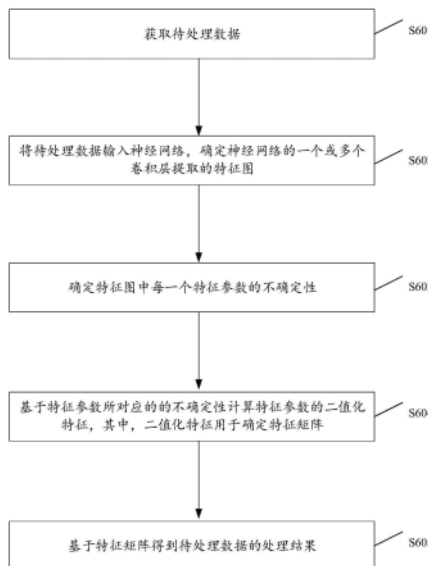 获取待处理数据
S60
将待处理数据输入神经网络，确定神经网络的一个或多个
卷积层提取的特征图
S60
确定特征图中每一个特征参数的不确定性
S60
基于特征参数所对应的的不确定性计算特征参数的二值化
特征，其中，二值化特征用于确定特征矩阵
S604
基于特征矩阵得到待处理数据的处理结果
S60